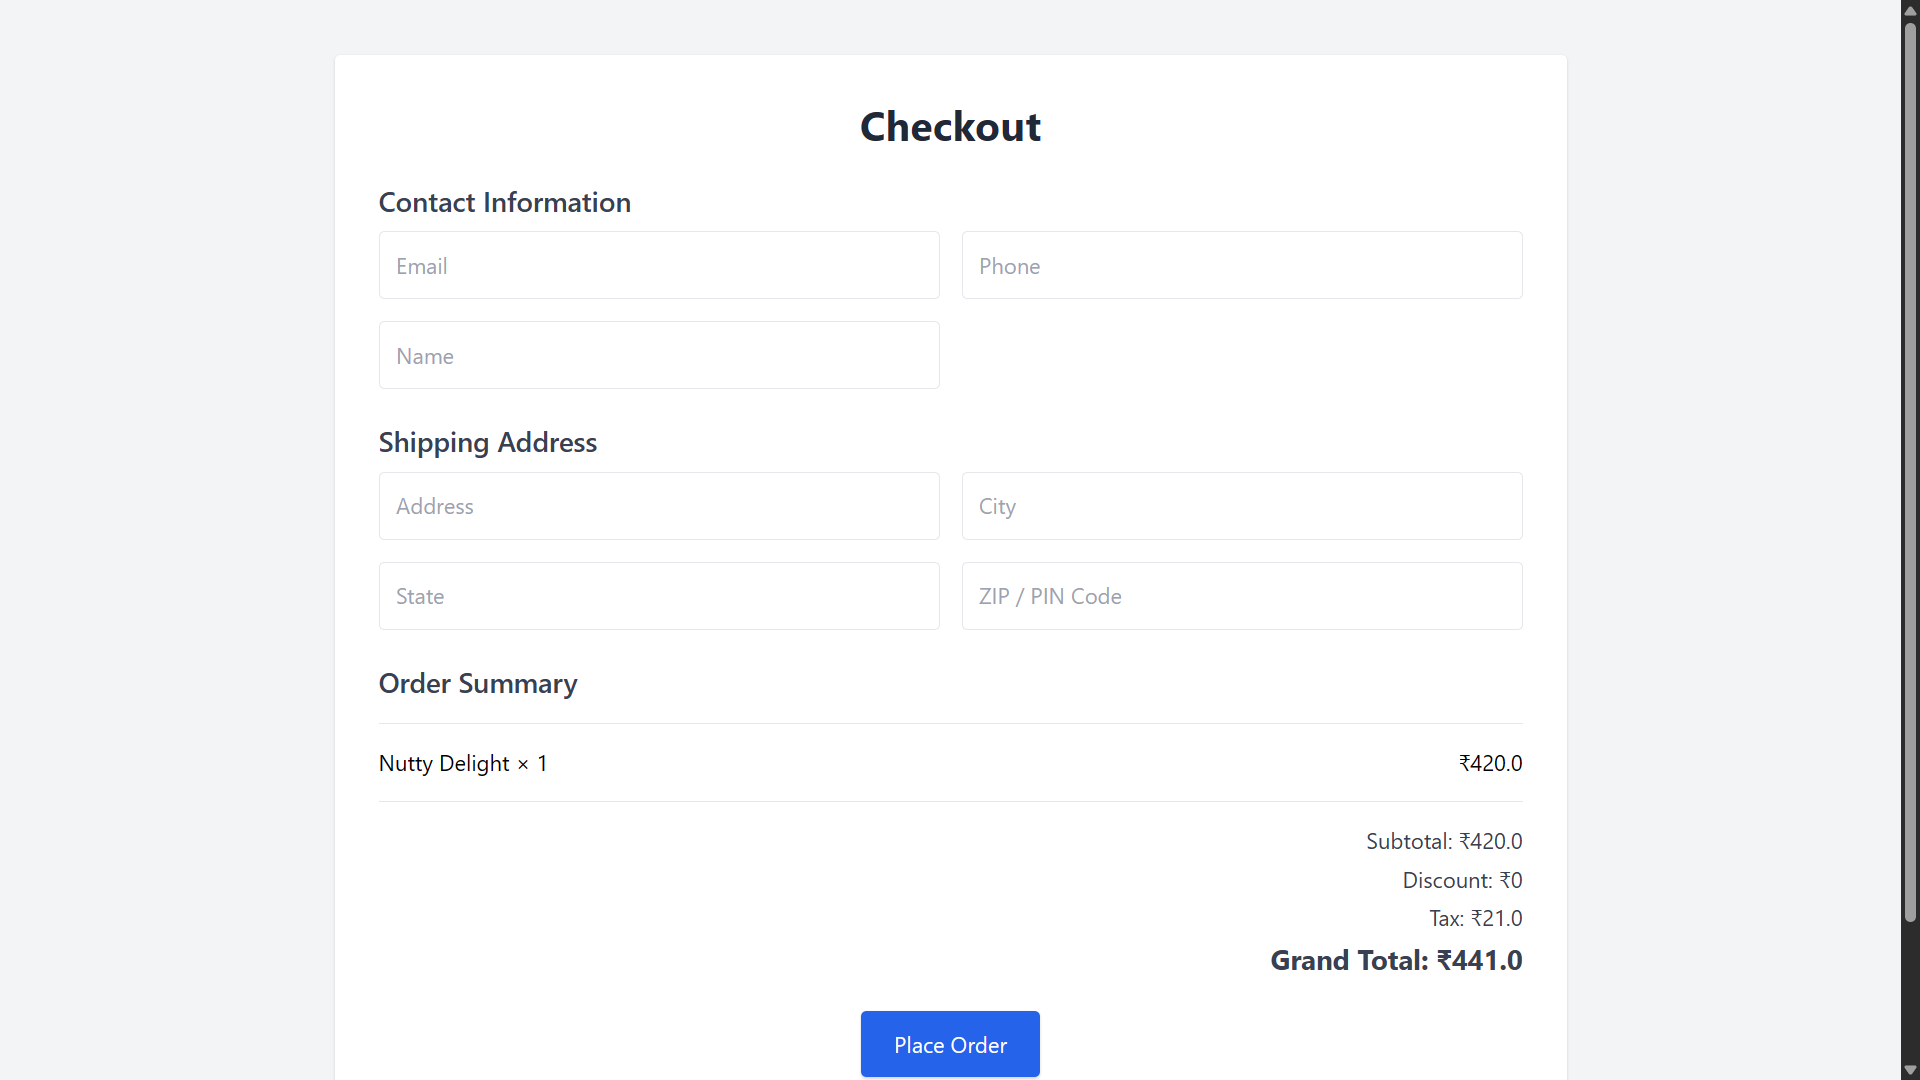 Checkout
Contact Information
Email
Phone
Name
Shipping Address
Address
City
State
ZIP / PIN Code
Order Summary
Nutty Delight × 1
₹420.0
Subtotal: ₹420.0
Discount: ₹0
Tax: ₹21.0
Grand Total: ₹441.0
Place Order